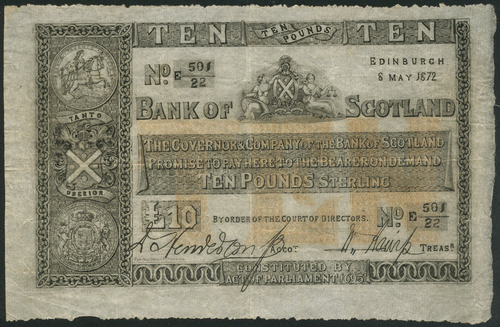 TEN TEN POUNDS TEN
EDINBURGH
No. E 501/22
8 MAY 1872
BANK OF SCOTLAND
TANTO
UBERIOR
THE GOVERNOR & COMPANY OF THE BANK OF SCOTLAND
PROMISE TO PAY HERE TO THE BEARER ON DEMAND
TEN POUNDS STERLING
£10
BY ORDER OF THE COURT OF DIRECTORS.
No. E 501/22
ACCOT.
TREASR.
CONSTITUTED BY
ACT OF PARLIAMENT 1695